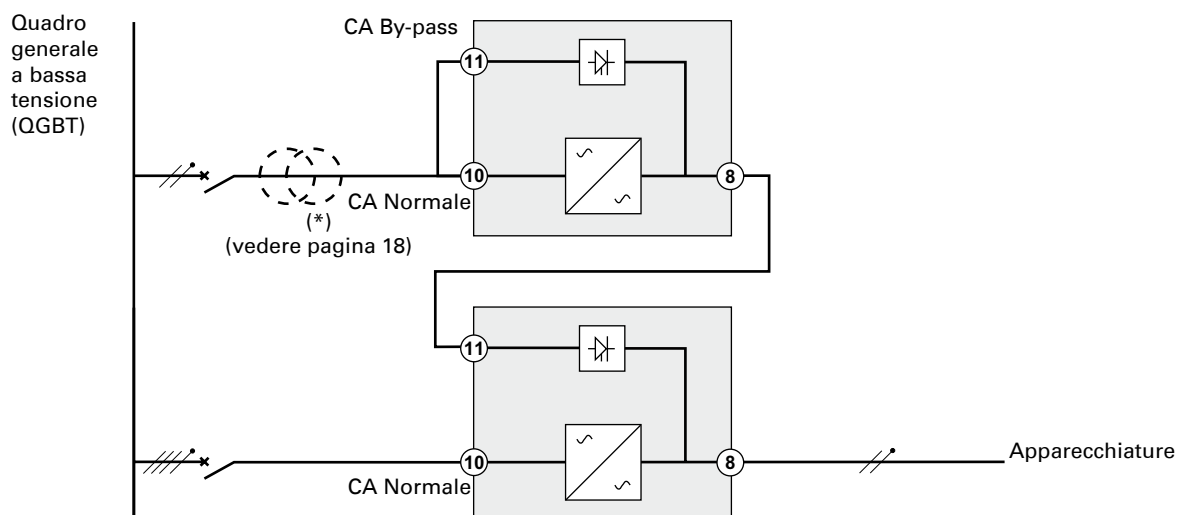 Quadro
generale
a bassa
tensione
(QGBT)
CA By-pass
11
10
CA Normale
8
(*)
(vedere pagina 18)
11
10
CA Normale
8
Apparecchiature